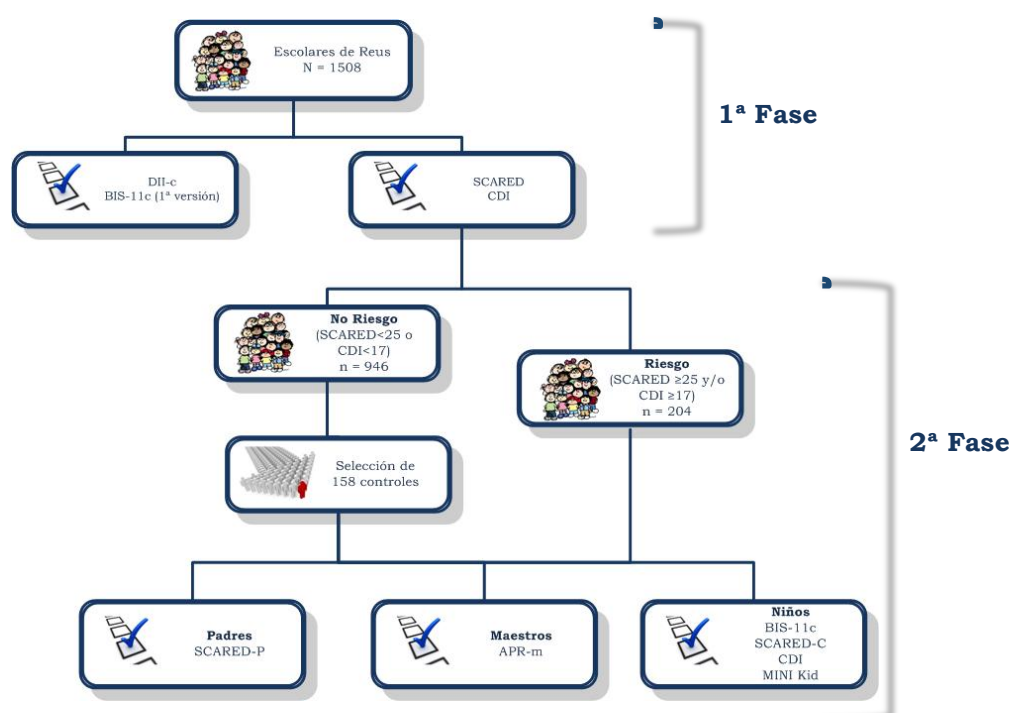 Escolares de Reus
N = 1508
1ª Fase
DII-c
BIS-11c (1ª versión)
SCARED
CDI
No Riesgo
(SCARED<25 o
CDI<17)
n = 946
Riesgo
(SCARED ≥25 y/o
CDI ≥17)
n = 204
2ª Fase
Selección de
158 controles
Padres
SCARED-P
Maestros
APR-m
Niños
BIS-11c
SCARED-C
CDI
MINI Kid